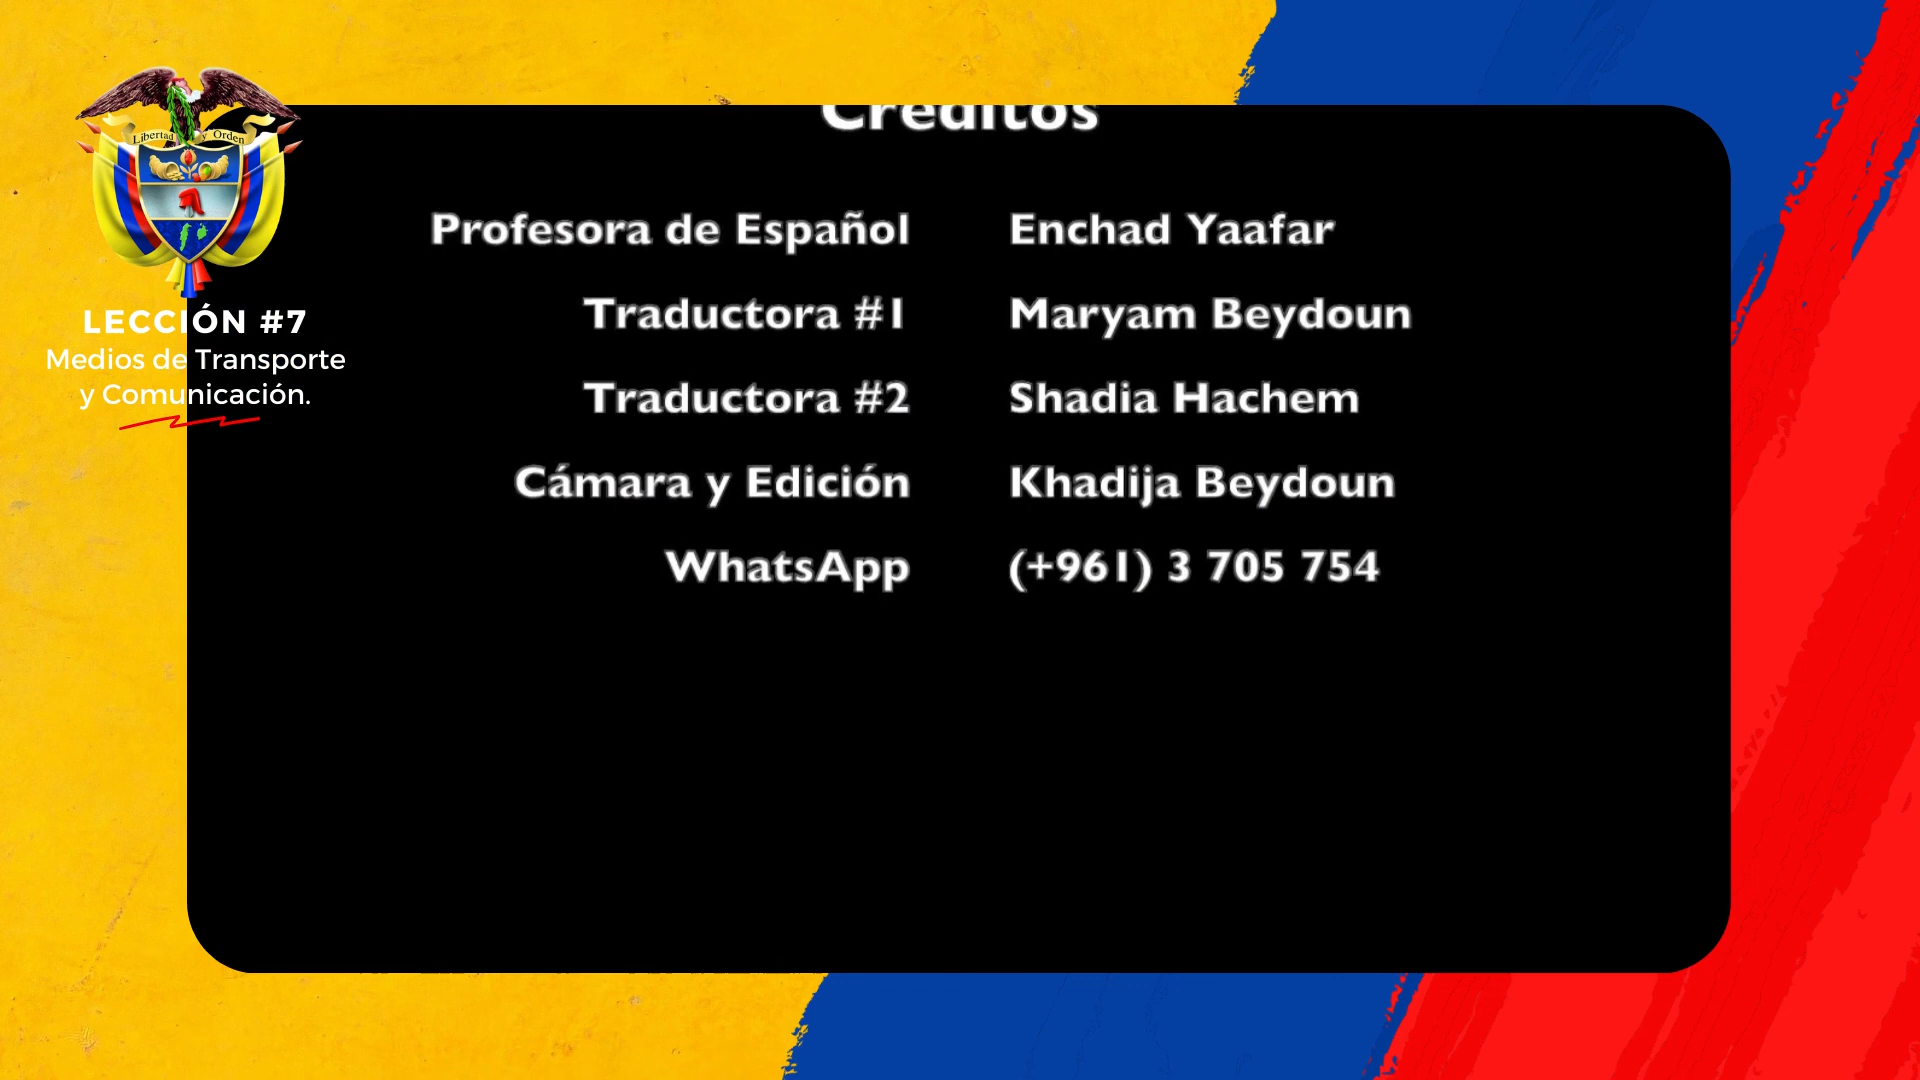 Créditos
Libertad y Orden
LECCIÓN #7
Medios de Transporte
y Comunicación.
Profesora de Español Enchad Yaafar
Traductora #1 Maryam Beydoun
Traductora #2 Shadia Hachem
Cámara y Edición Khadija Beydoun
WhatsApp (+961) 3 705 754